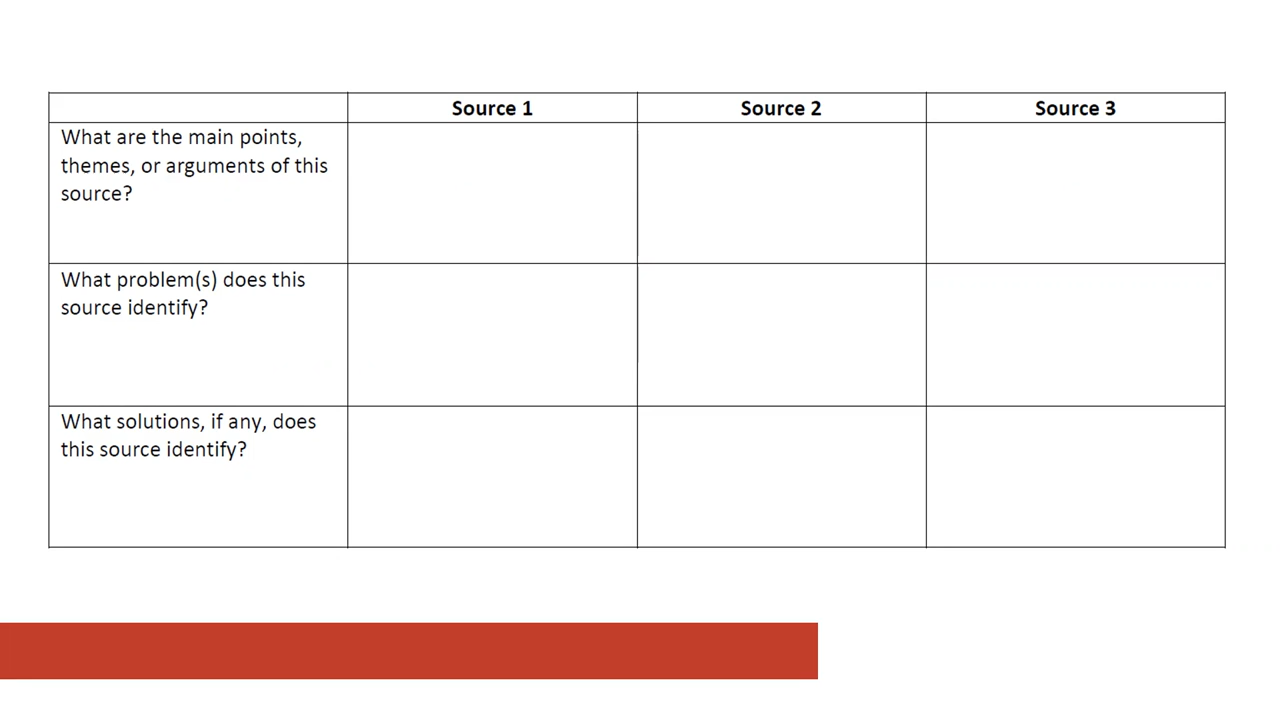 Source 1 Source 2 Source 3
What are the main points,
themes, or arguments of this
source?
What problem(s) does this
source identify?
What solutions, if any, does
this source identify?